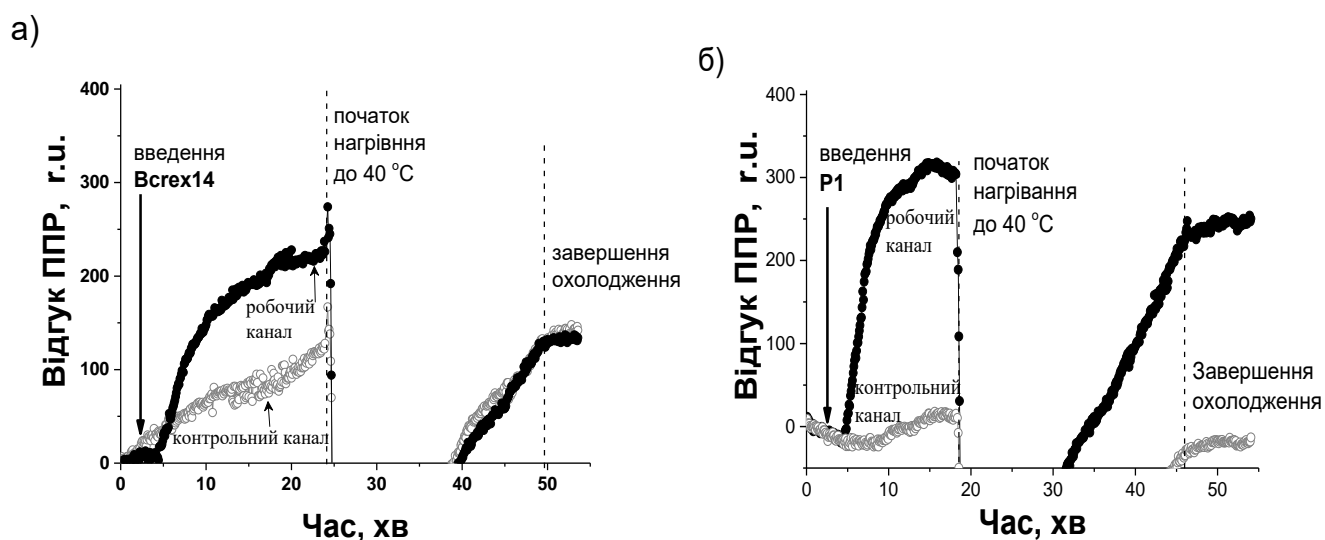 а)
400
300
200
100
0
Відгук ППР, r.u.
введення
Bcrex14
початок
нагрівння
до 40 °C
завершення
охолодження
робочий
канал
контрольний канал
0
10
20
30
40
50
Час, хв
б)
400
300
200
100
0
Відгук ППР, r.u.
введення
P1
початок
нагрівання
до 40 °C
робочий
канал
контрольний
канал
Завершення
охолодження
0
10
20
30
40
50
Час, хв